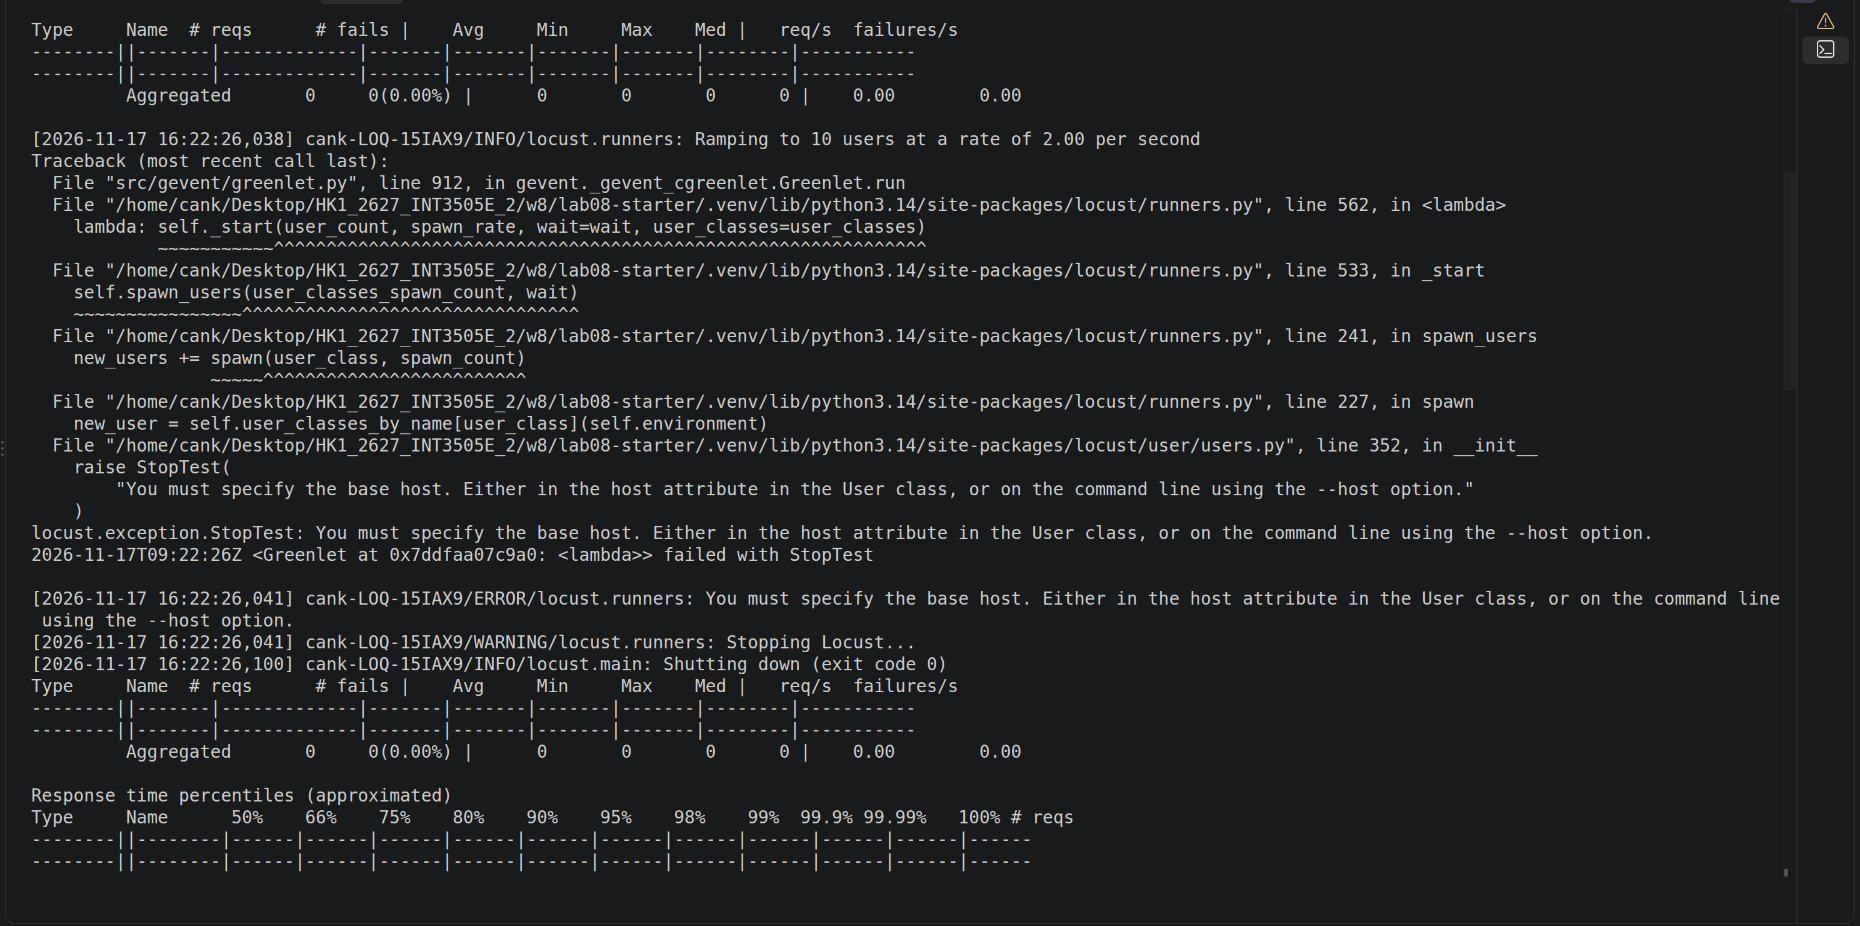 Type     Name  # reqs      # fails |    Avg     Min     Max    Med |   req/s  failures/s
--------||-------|-------------|-------|-------|-------|-------|--------|-----------
--------||-------|-------------|-------|-------|-------|-------|--------|-----------
         Aggregated       0     0(0.00%) |      0       0       0      0 |    0.00        0.00
[2026-11-17 16:22:26,038] cank-LOQ-15IAX9/INFO/locust.runners: Ramping to 10 users at a rate of 2.00 per second
Traceback (most recent call last):
  File "src/gevent/greenlet.py", line 912, in gevent._gevent_cgreenlet.Greenlet.run
  File "/home/cank/Desktop/HK1_2627_INT3505E_2/w8/lab08-starter/.venv/lib/python3.14/site-packages/locust/runners.py", line 562, in <lambda>
    lambda: self._start(user_count, spawn_rate, wait=wait, user_classes=user_classes)
            ~~~~~~~~~~~^^^^^^^^^^^^^^^^^^^^^^^^^^^^^^^^^^^^^^^^^^^^^^^^^^^^^^^^^^^^^^
  File "/home/cank/Desktop/HK1_2627_INT3505E_2/w8/lab08-starter/.venv/lib/python3.14/site-packages/locust/runners.py", line 533, in _start
    self.spawn_users(user_classes_spawn_count, wait)
    ~~~~~~~~~~~~~~~~^^^^^^^^^^^^^^^^^^^^^^^^^^^^^^^^
  File "/home/cank/Desktop/HK1_2627_INT3505E_2/w8/lab08-starter/.venv/lib/python3.14/site-packages/locust/runners.py", line 241, in spawn_users
    new_users += spawn(user_class, spawn_count)
                 ~~~~~^^^^^^^^^^^^^^^^^^^^^^^^^
  File "/home/cank/Desktop/HK1_2627_INT3505E_2/w8/lab08-starter/.venv/lib/python3.14/site-packages/locust/runners.py", line 227, in spawn
    new_user = self.user_classes_by_name[user_class](self.environment)
  File "/home/cank/Desktop/HK1_2627_INT3505E_2/w8/lab08-starter/.venv/lib/python3.14/site-packages/locust/user/users.py", line 352, in __init__
    raise StopTest(
        "You must specify the base host. Either in the host attribute in the User class, or on the command line using the --host option."
    )
locust.exception.StopTest: You must specify the base host. Either in the host attribute in the User class, or on the command line using the --host option.
2026-11-17T09:22:26Z <Greenlet at 0x7ddfaa07c9a0: <lambda>> failed with StopTest
[2026-11-17 16:22:26,041] cank-LOQ-15IAX9/ERROR/locust.runners: You must specify the base host. Either in the host attribute in the User class, or on the command line
 using the --host option.
[2026-11-17 16:22:26,041] cank-LOQ-15IAX9/WARNING/locust.runners: Stopping Locust...
[2026-11-17 16:22:26,100] cank-LOQ-15IAX9/INFO/locust.main: Shutting down (exit code 0)
Type     Name  # reqs      # fails |    Avg     Min     Max    Med |   req/s  failures/s
--------||-------|-------------|-------|-------|-------|-------|--------|-----------
--------||-------|-------------|-------|-------|-------|-------|--------|-----------
         Aggregated       0     0(0.00%) |      0       0       0      0 |    0.00        0.00
Response time percentiles (approximated)
Type     Name      50%    66%    75%    80%    90%    95%    98%    99%  99.9% 99.99%   100% # reqs
--------||--------|------|------|------|------|------|------|------|------|------|------|------
--------||--------|------|------|------|------|------|------|------|------|------|------|------